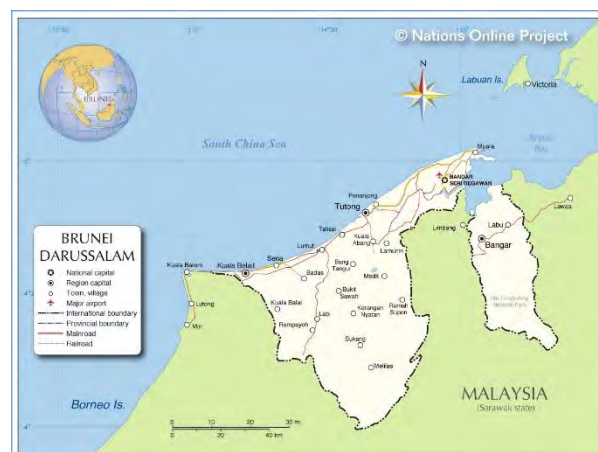 © Nations Online Project
BRUNEI
N
Labuan Is.
Victoria
South China Sea
Brunei
Bay
Muara
BANDAR
SERI BEGAWAN
Penanjong
Tutong
Telisai
Kuala
Abang
Lamunin
Limbang
Labu
Lawas
Bangar
Lumut
Seria
Kuala Belait
Kuala Baram
Badas
Bang
Tangur
Medit
Bukit
Sawah
Kuala Balai
Lutong
Miri
Rampayoh
Labi
Kerangan
Nyatan
Sukang
Melilas
National Park
BRUNEI
DARUSSALAM
National capital
Region capital
Town, village
Major airport
International boundary
Provincial boundary
Mainroad
Railroad
MALAYSIA
(Sarawak state)
Borneo Is.
0 10 20 30 m
0 20 40 km